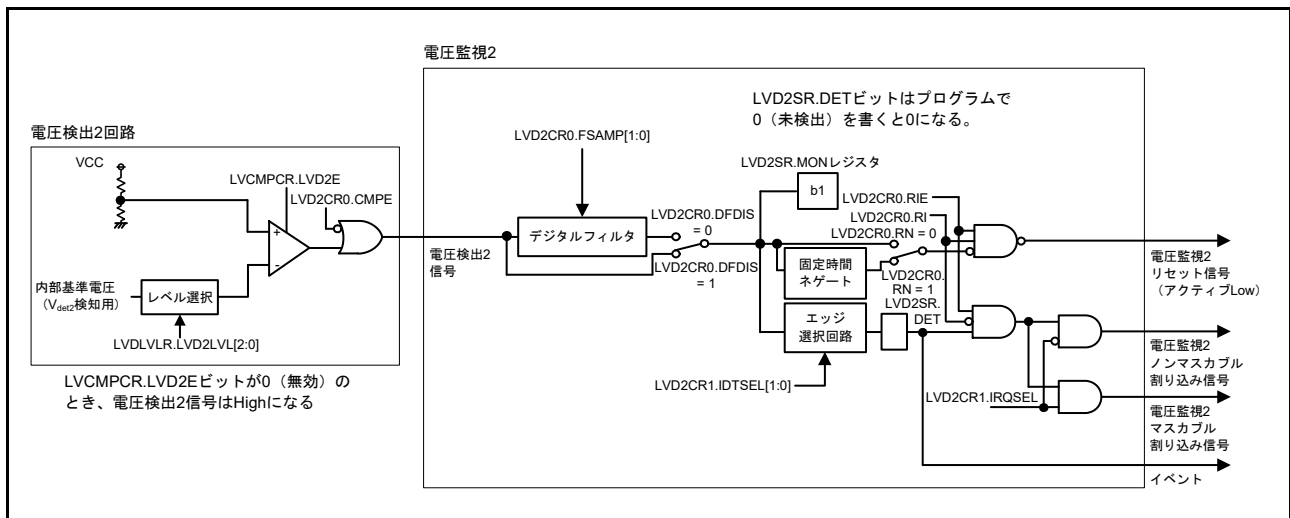 電圧監視2
LVD2SR.DETビットはプログラムで
0（未検出）を書くと0になる。
電圧検出2回路
VCC
LVCMPCR.LVD2E
LVD2CR0.CMPE
+
-
内部基準電圧
（Vdet2検知用）
レベル選択
LVDLVLR.LVD2LVL[2:0]
LVCMPCR.LVD2Eビットが0（無効）の
とき、電圧検出2信号はHighになる
電圧検出2
信号
LVD2CR0.FSAMP[1:0]
デジタルフィルタ
LVD2CR0.DFDIS
= 0
LVD2CR0.DFDIS
= 1
LVD2SR.MONレジスタ
b1
LVD2CR0.RIE
LVD2CR0.RI
LVD2CR0.RN = 0
固定時間
ネゲート
LVD2CR0.
RN = 1
LVD2SR.
DET
エッジ
選択回路
LVD2CR1.IDTSEL[1:0]
LVD2CR1.IRQSEL
電圧監視2
リセット信号
（アクティブLow）
電圧監視2
ノンマスカブル
割り込み信号
電圧監視2
マスカブル
割り込み信号
イベント